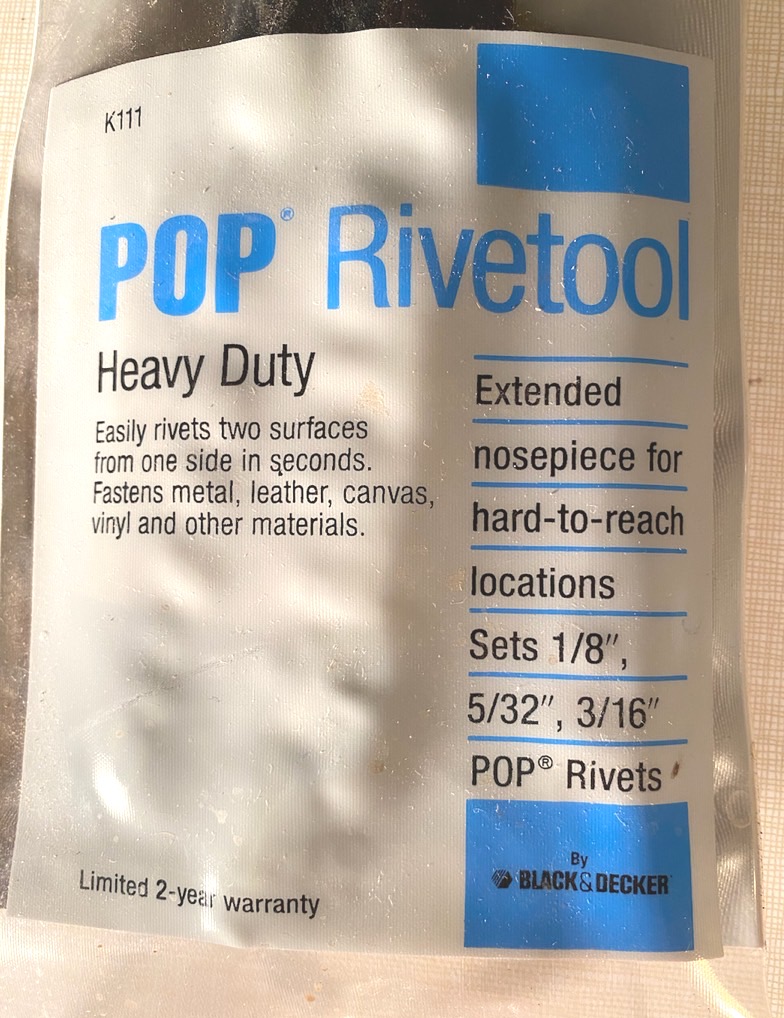 K111
POP® Rivetool
Heavy Duty
Easily rivets two surfaces
from one side in seconds.
Fastens metal, leather, canvas,
vinyl and other materials.
Extended
nosepiece for
hard-to-reach
locations
Sets 1/8″,
5/32″, 3/16″
POP® Rivets
By
BLACK&DECKER
Limited 2-year warranty